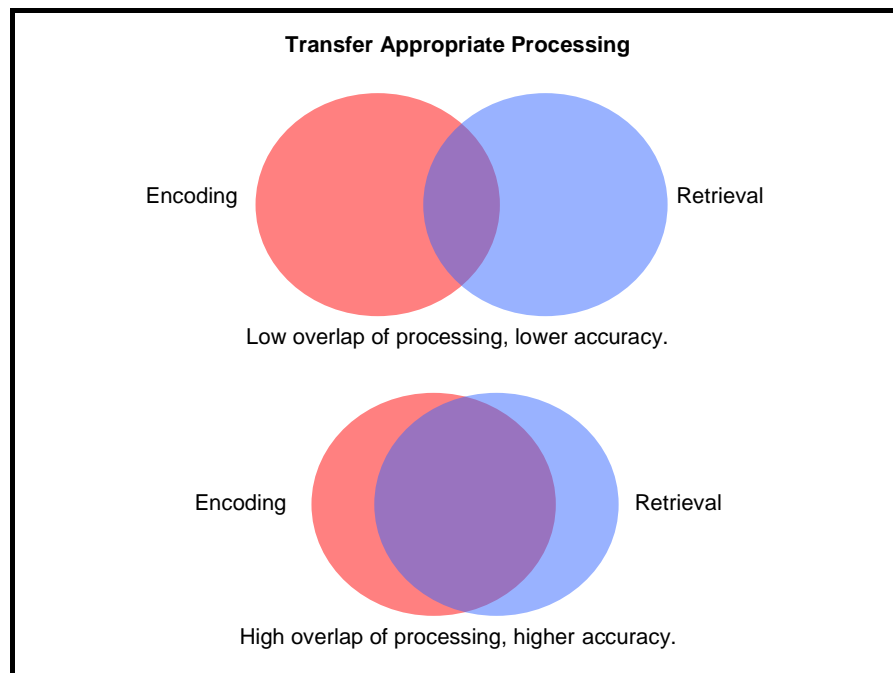 Transfer Appropriate Processing
Encoding
Retrieval
Low overlap of processing, lower accuracy.
Encoding
Retrieval
High overlap of processing, higher accuracy.